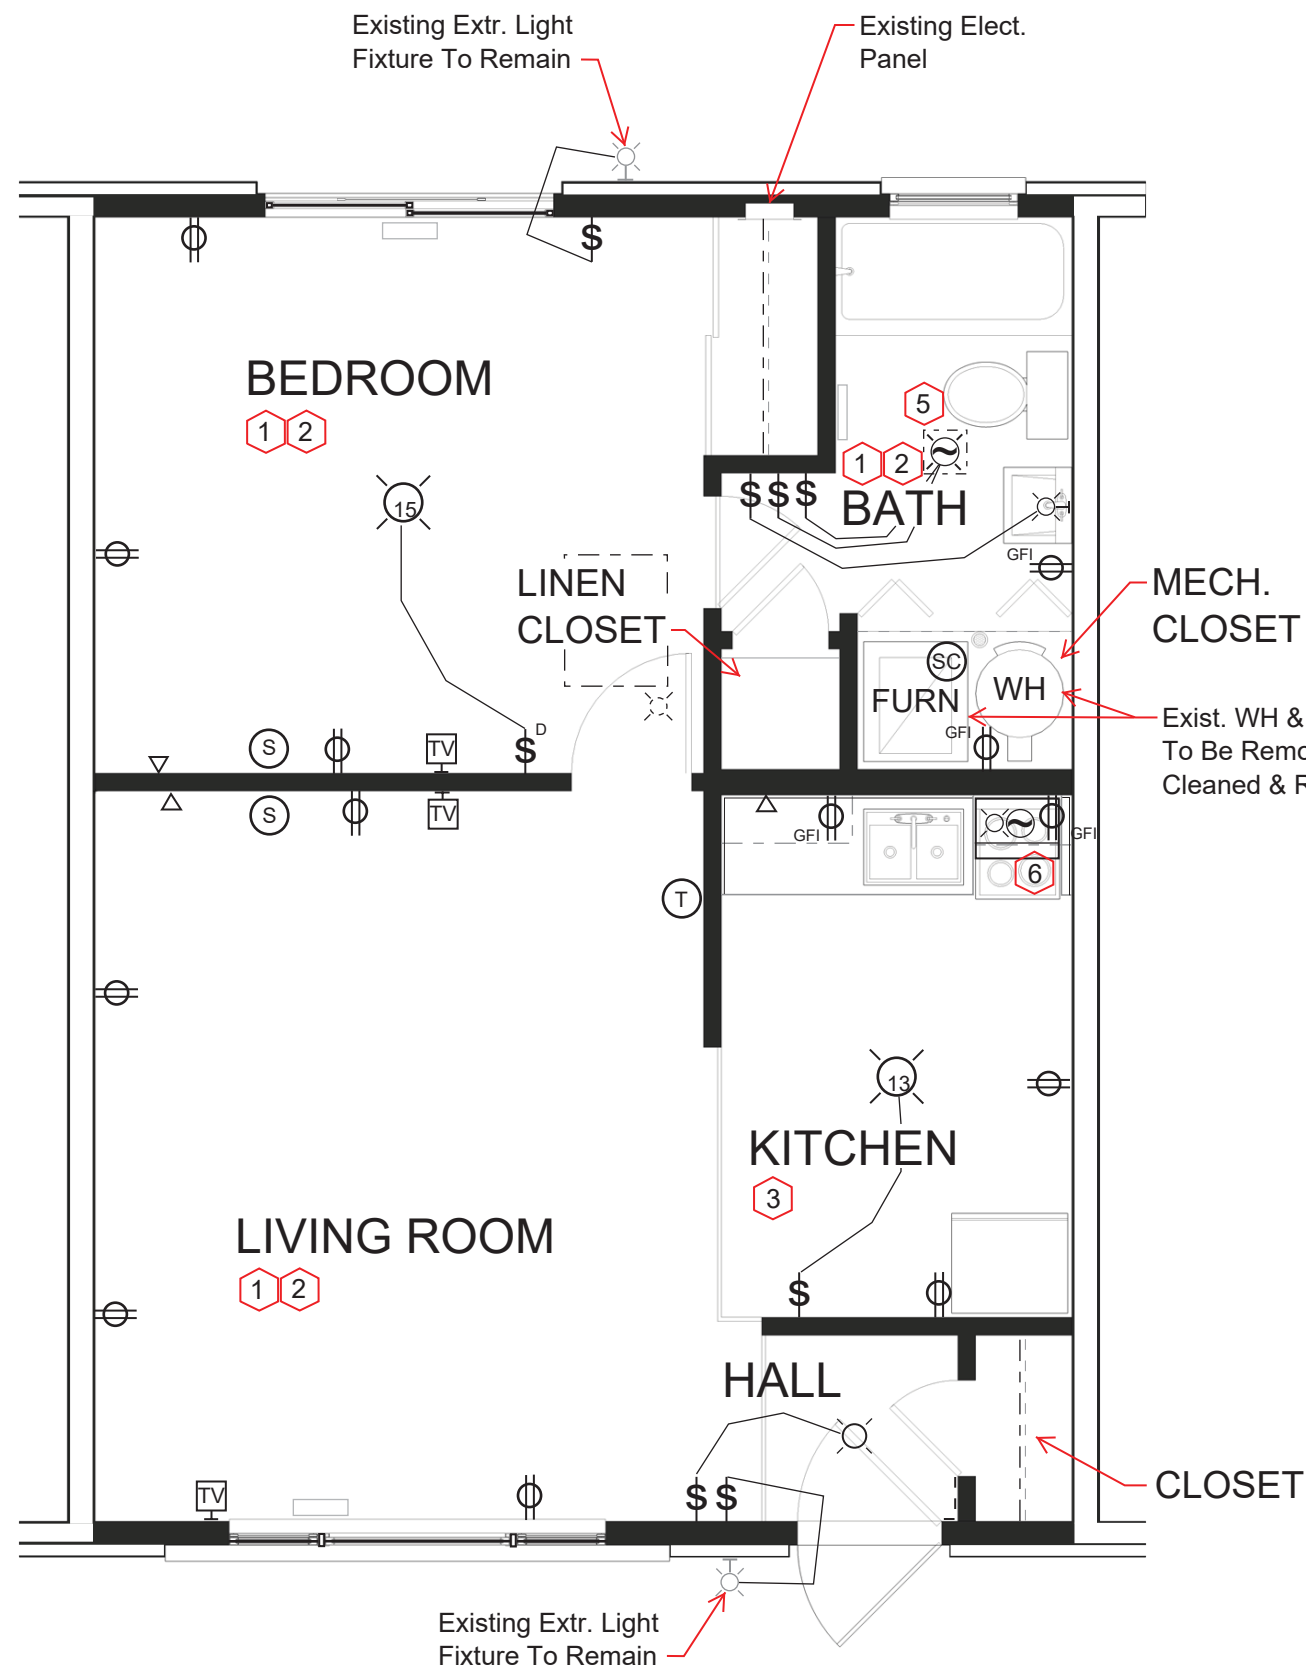 Existing Extr. Light
Fixture To Remain
Existing Elect.
Panel
S
BEDROOM
1 2
5
1 2
15
S S S
BATH
GFI
LINEN
CLOSET
MECH.
CLOSET
SC
FURN
WH
GFI
Exist. WH &
To Be Remo
Cleaned & R
S
TV
S D
S
TV
GFI
GFI
6
T
13
KITCHEN
3
LIVING ROOM
1 2
S
HALL
TV
S S
CLOSET
Existing Extr. Light
Fixture To Remain